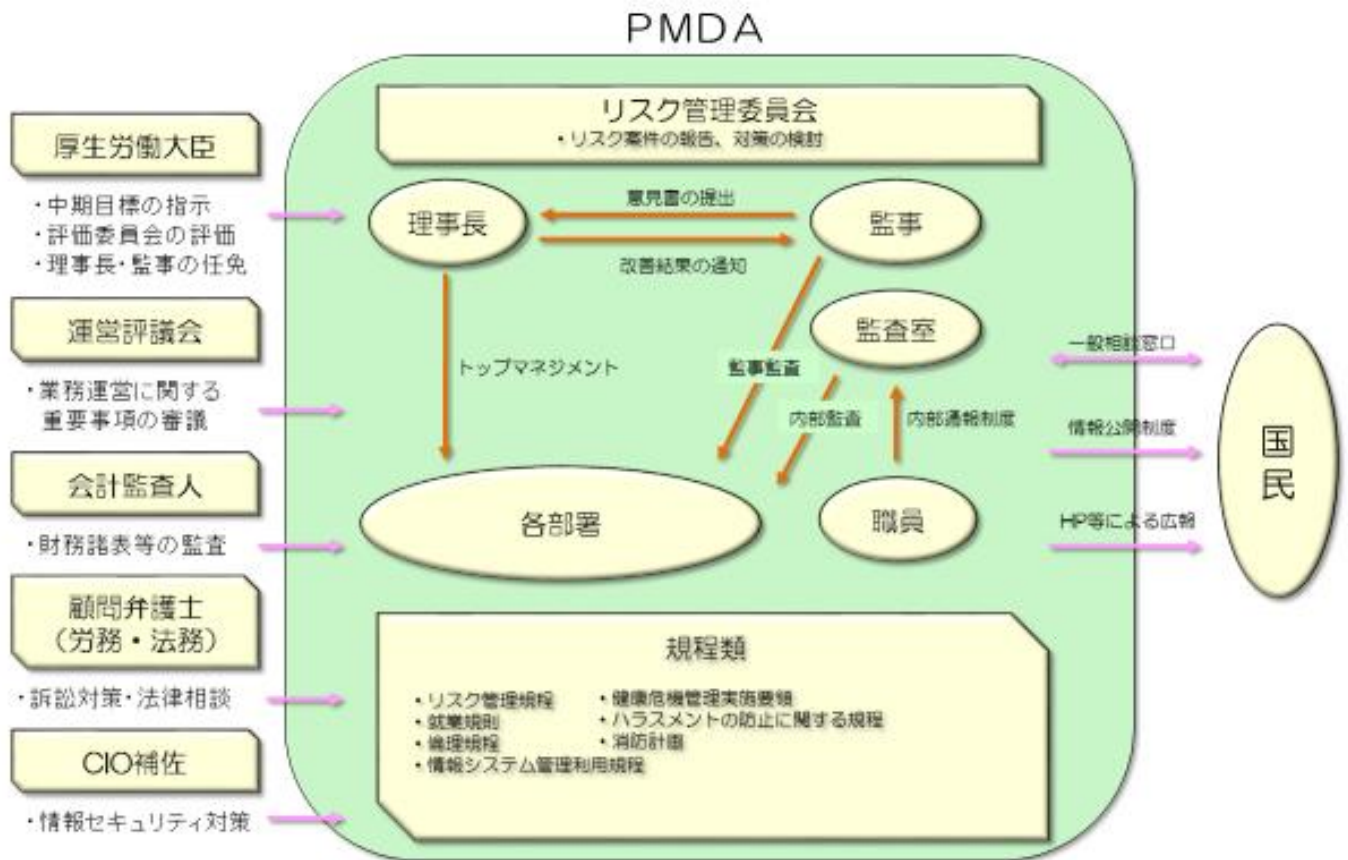 PMDA
リスク管理委員会
・リスク案件の報告、対策の検討
厚生労働大臣
・中期目標の指示
・評価委員会の評価
・理事長・監事の任免
運営評議会
・業務運営に関する
重要事項の審議
会計監査人
・財務諸表等の監査
顧問弁護士
（労務・法務）
・訴訟対策・法律相談
CIO補佐
・情報セキュリティ対策
理事長
意見書の提出
監事
改善結果の通知
監査室
トップマネジメント
監事監査
内部監査
内部通報制度
各部署
職員
一般相談窓口
情報公開制度
HP等による広報
国民
規程類
・リスク管理規程
・就業規則
・倫理規程
・情報システム管理利用規程
・健康危機管理実施要領
・ハラスメントの防止に関する規程
・消防計画